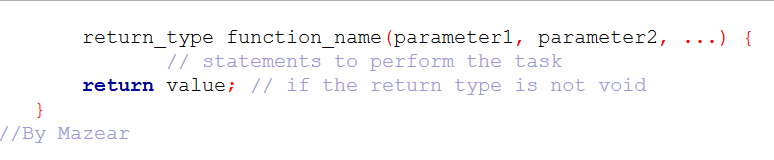 return_type function_name(parameter1, parameter2, ...) {
// statements to perform the task
return value; // if the return type is not void
}
//By Mazear